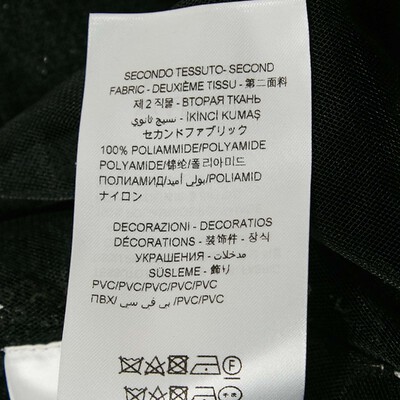 SECONDO TESSUTO-SECOND
FABRIC - DEUXIÈME TISSU - 第二面料
제 2 직물 - ВТОРАЯ ТКАНЬ
نسيج ثانوي - İKİNCİ KUMAŞ
セカンドファブリック
100% POLIAMMIDE/POLYAMIDE
POLYAMIDE/锦纶/폴리아미드
ПОЛИАМИД/بولي أميد/POLIAMID
ナイロン
DECORAZIONI - DECORATIOS
DÉCORATIONS - 装饰件 - 장식
УКРАШЕНИЯ - مدخلات
SÜSLEME - 飾り
PVC/PVC/PVC/PVC/PVC/PVC
ПВХ/بي في سي/PVC/PVC
F